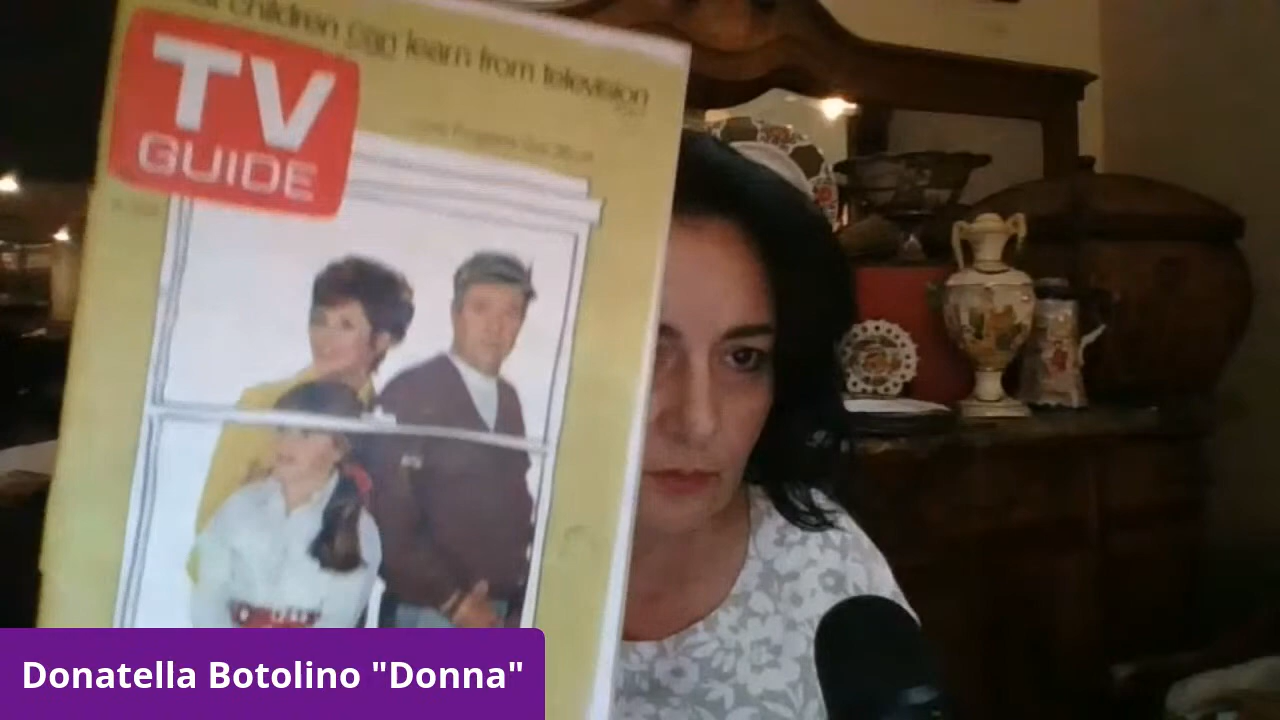 children can learn from television
TV
GUIDE
Donatella Botolino "Donna"